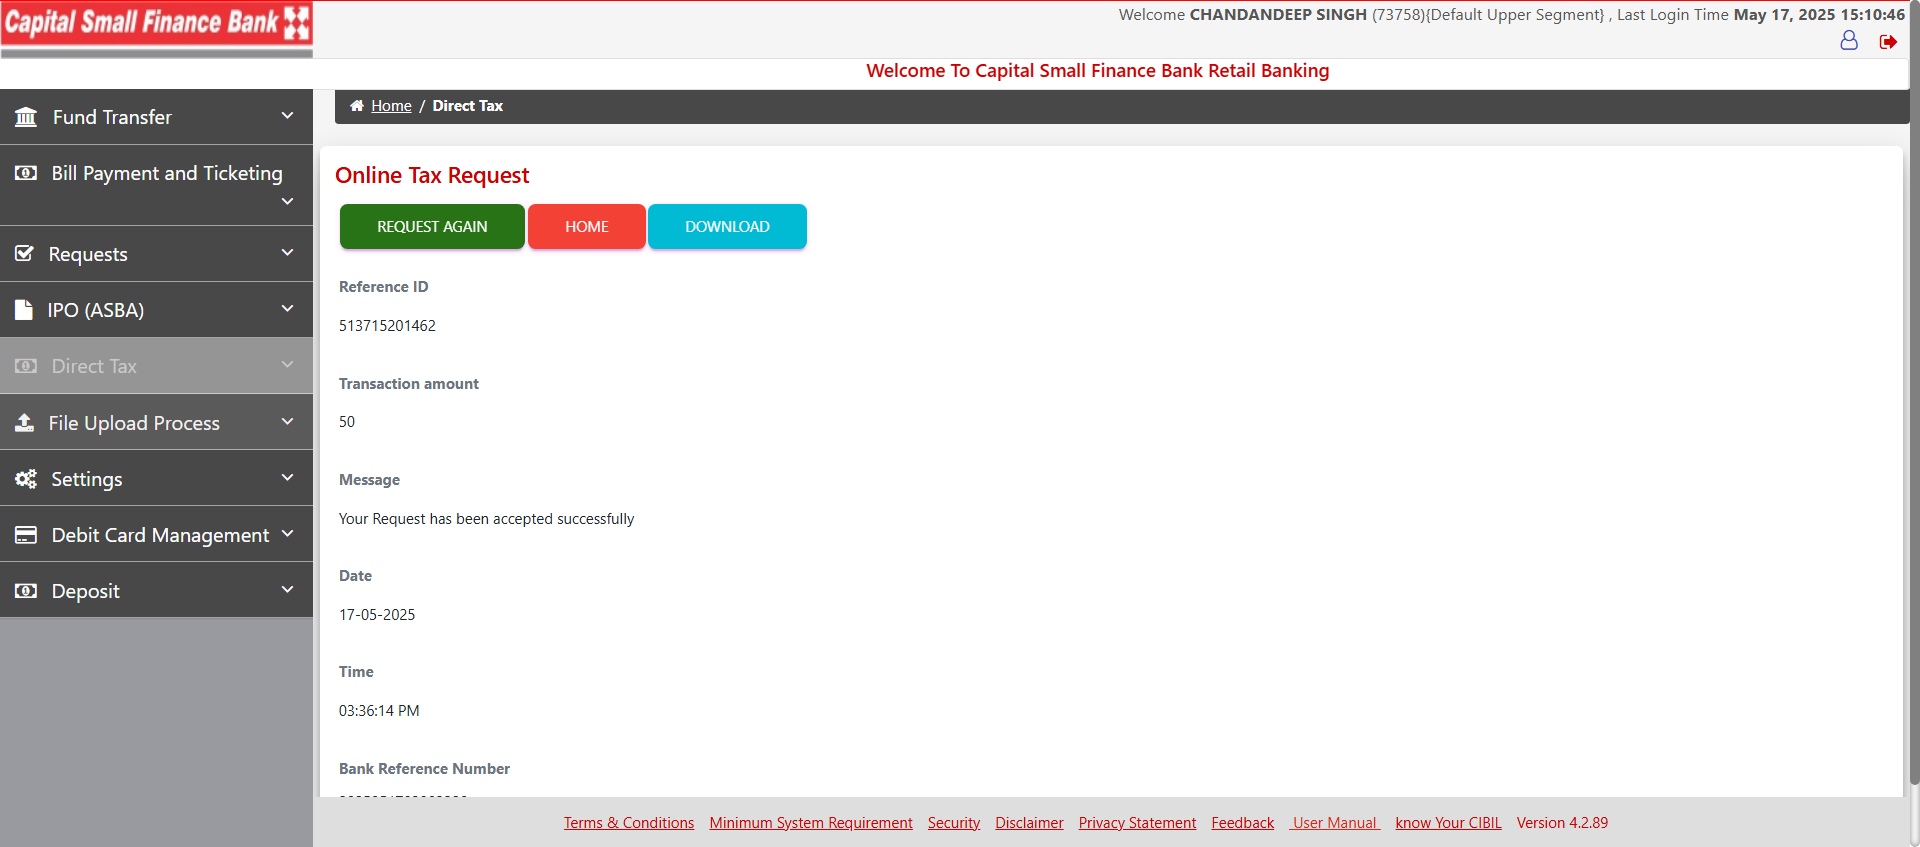 Capital Small Finance Bank
Welcome CHANDANDEEP SINGH (73758){Default Upper Segment} , Last Login Time May 17, 2025 15:10:46
Welcome To Capital Small Finance Bank Retail Banking
Home / Direct Tax
Fund Transfer
Bill Payment and Ticketing
Requests
IPO (ASBA)
Direct Tax
File Upload Process
Settings
Debit Card Management
Deposit
Online Tax Request
REQUEST AGAIN HOME DOWNLOAD
Reference ID
513715201462
Transaction amount
50
Message
Your Request has been accepted successfully
Date
17-05-2025
Time
03:36:14 PM
Bank Reference Number
Terms & Conditions Minimum System Requirement Security Disclaimer Privacy Statement Feedback User Manual know Your CIBIL Version 4.2.89